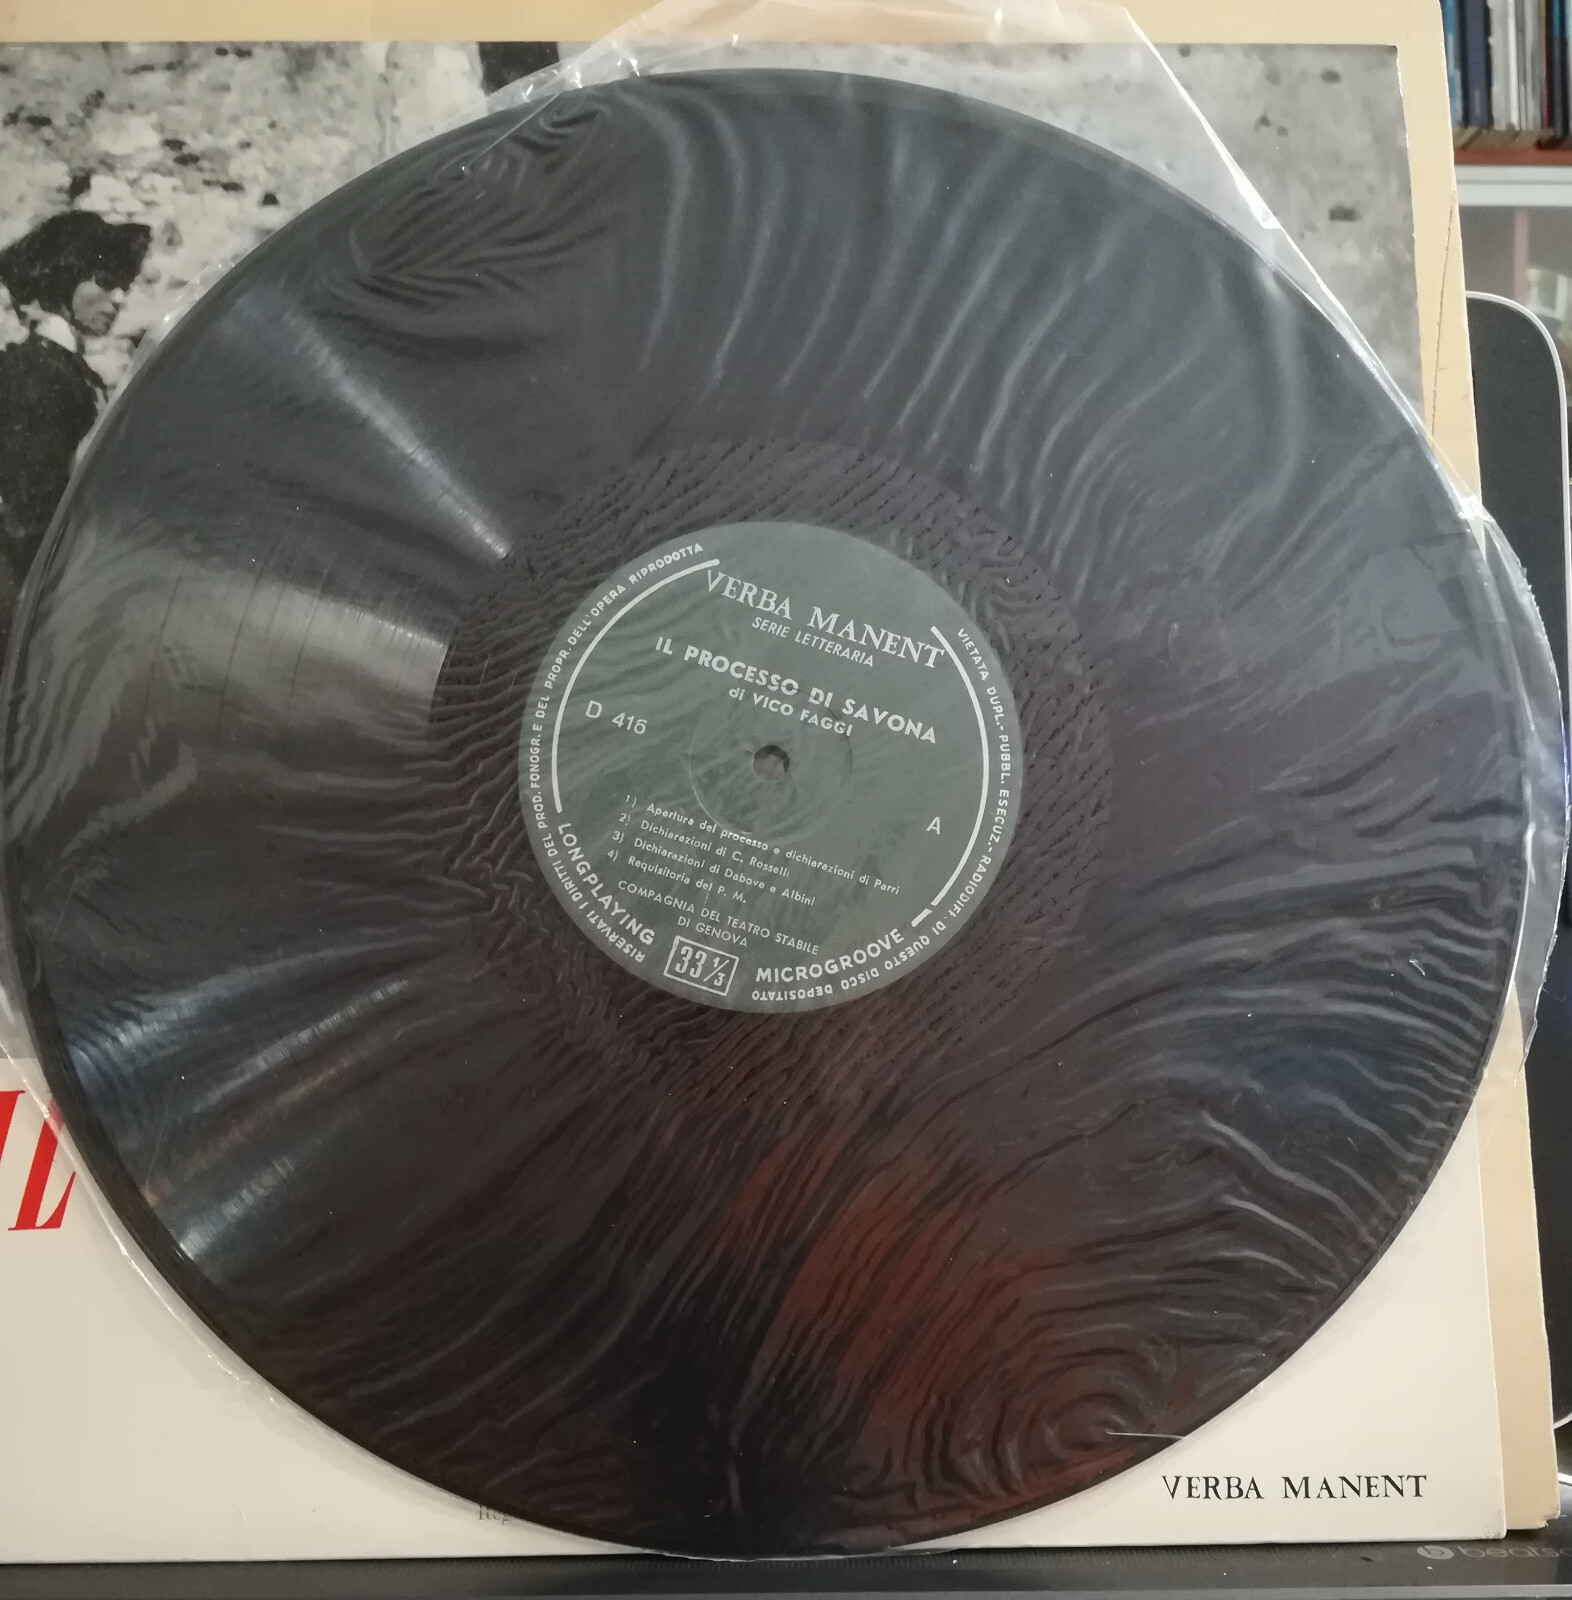 VERBA MANENT
SERIE LETTERARIA
IL PROCESSO DI SAVONA
di VICO FAGGI
D 416
A
1) Apertura del processo e dichiarazioni di Parri
2) Dichiarazioni di C. Rosselli
3) Dichiarazioni di Dabove e Albini
4) Requisitoria del P. M.
COMPAGNIA DEL TEATRO STABILE
DI GENOVA
LONGPLAYING 33 1/3 MICROGROOVE
RISERVATI I DIRITTI DEL PROD. FONOGR. E DEL PROPR. DELL'OPERA RIPRODOTTA
VIETATA DUPL.- PUBBL. ESECUZ.- RADIODIFF. DI QUESTO DISCO DEPOSITATO
IL
Reg
VERBA MANENT
beats